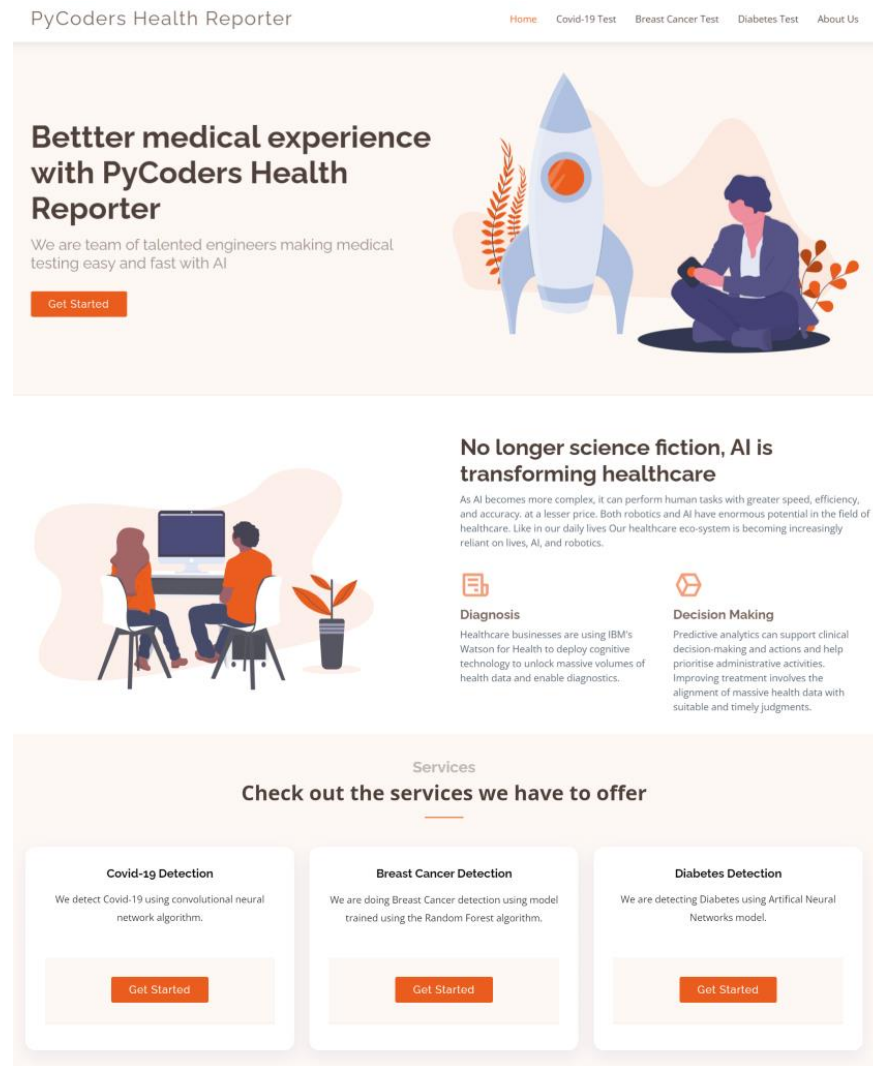 PyCoders Health Reporter
Home Covid-19 Test Breast Cancer Test Diabetes Test About Us
Bettter medical experience
with PyCoders Health
Reporter
We are team of talented engineers making medical
testing easy and fast with AI
Get Started
No longer science fiction, AI is
transforming healthcare
As AI becomes more complex, it can perform human tasks with greater speed, efficiency,
and accuracy. at a lesser price. Both robotics and AI have enormous potential in the field of
healthcare. Like in our daily lives Our healthcare eco-system is becoming increasingly
reliant on lives, AI, and robotics.
Diagnosis
Healthcare businesses are using IBM's
Watson for Health to deploy cognitive
technology to unlock massive volumes of
health data and enable diagnostics.
Decision Making
Predictive analytics can support clinical
decision-making and actions and help
prioritise administrative activities.
Improving treatment involves the
alignment of massive health data with
suitable and timely judgments.
Services
Check out the services we have to offer
Covid-19 Detection
We detect Covid-19 using convolutional neural
network algorithm.
Get Started
Breast Cancer Detection
We are doing Breast Cancer detection using model
trained using the Random Forest algorithm.
Get Started
Diabetes Detection
We are detecting Diabetes using Artifical Neural
Networks model.
Get Started